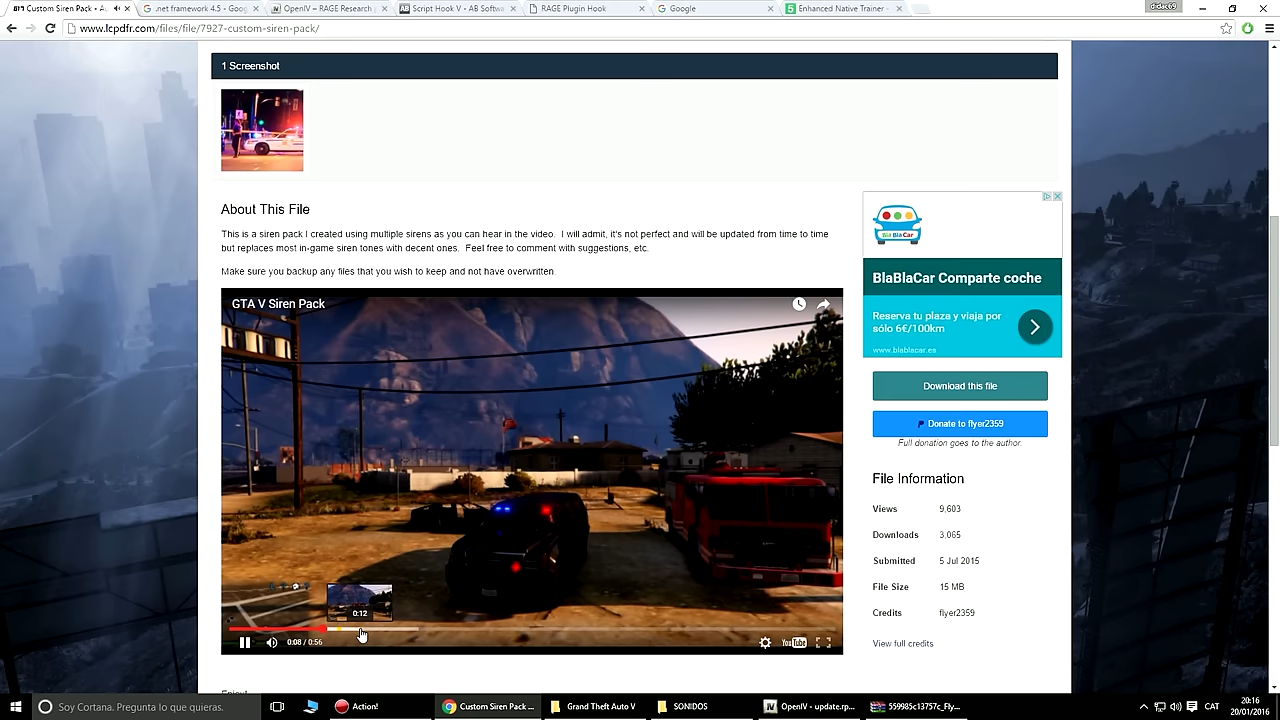 Custom Siren Pack - A
.net framework 4.5 - Goog
OpenIV – RAGE Research
Script Hook V - AB Softwa
RAGE Plugin Hook
Google
Enhanced Native Trainer -
didac69
www.lcpdfr.com/files/file/7927-custom-siren-pack/
1 Screenshot
About This File
This is a siren pack I created using multiple sirens as you can hear in the video. I will admit, it's not perfect and will be updated from time to time
but replaces most in-game siren tones with decent ones. Feel free to comment with suggestions, etc.
Make sure you backup any files that you wish to keep and not have overwritten.
GTA V Siren Pack
0:12
0:08 / 0:56
YouTube
Bla Bla Car
BlaBlaCar Comparte coche
Reserva tu plaza y viaja por
sólo 6€/100km
www.blablacar.es
Download this file
Donate to flyer2359
Full donation goes to the author.
File Information
Views 9,603
Downloads 3,065
Submitted 5 Jul 2015
File Size 15 MB
Credits flyer2359
View full credits
Enjoy!
Soy Cortana. Pregunta lo que quieras.
Action!
Custom Siren Pack ...
Grand Theft Auto V
SONIDOS
OpenIV - update.rp...
559985c13757c_Fly...
CAT
20:16
20/01/2016